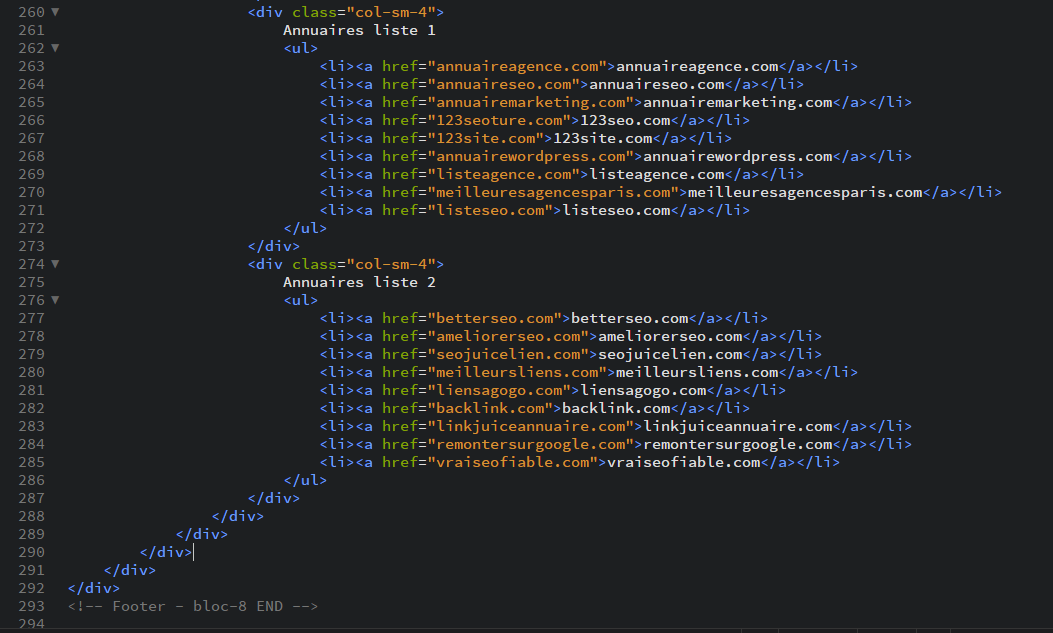 260 ▼ <div class="col-sm-4">
261 Annuaires liste 1
262 ▼ <ul>
263 <li><a href="annuaireagence.com">annuaireagence.com</a></li>
264 <li><a href="annuaireseo.com">annuaireseo.com</a></li>
265 <li><a href="annuairemarketing.com">annuairemarketing.com</a></li>
266 <li><a href="123seoture.com">123seo.com</a></li>
267 <li><a href="123site.com">123site.com</a></li>
268 <li><a href="annuairewordpress.com">annuairewordpress.com</a></li>
269 <li><a href="listeagence.com">listeagence.com</a></li>
270 <li><a href="meilleuresagencesparis.com">meilleuresagencesparis.com</a></li>
271 <li><a href="listeseo.com">listeseo.com</a></li>
272 </ul>
273 </div>
274 ▼ <div class="col-sm-4">
275 Annuaires liste 2
276 ▼ <ul>
277 <li><a href="betterseo.com">betterseo.com</a></li>
278 <li><a href="ameliorerseo.com">ameliorerseo.com</a></li>
279 <li><a href="seojuicelien.com">seojuicelien.com</a></li>
280 <li><a href="meilleursliens.com">meilleursliens.com</a></li>
281 <li><a href="liensagogo.com">liensagogo.com</a></li>
282 <li><a href="backlink.com">backlink.com</a></li>
283 <li><a href="linkjuiceannuaire.com">linkjuiceannuaire.com</a></li>
284 <li><a href="remontersurgoogle.com">remontersurgoogle.com</a></li>
285 <li><a href="vraiseofiable.com">vraiseofiable.com</a></li>
286 </ul>
287 </div>
288 </div>
289 </div>
290 </div>
291 </div>
292 </div>
293 <!-- Footer - bloc-8 END -->
294